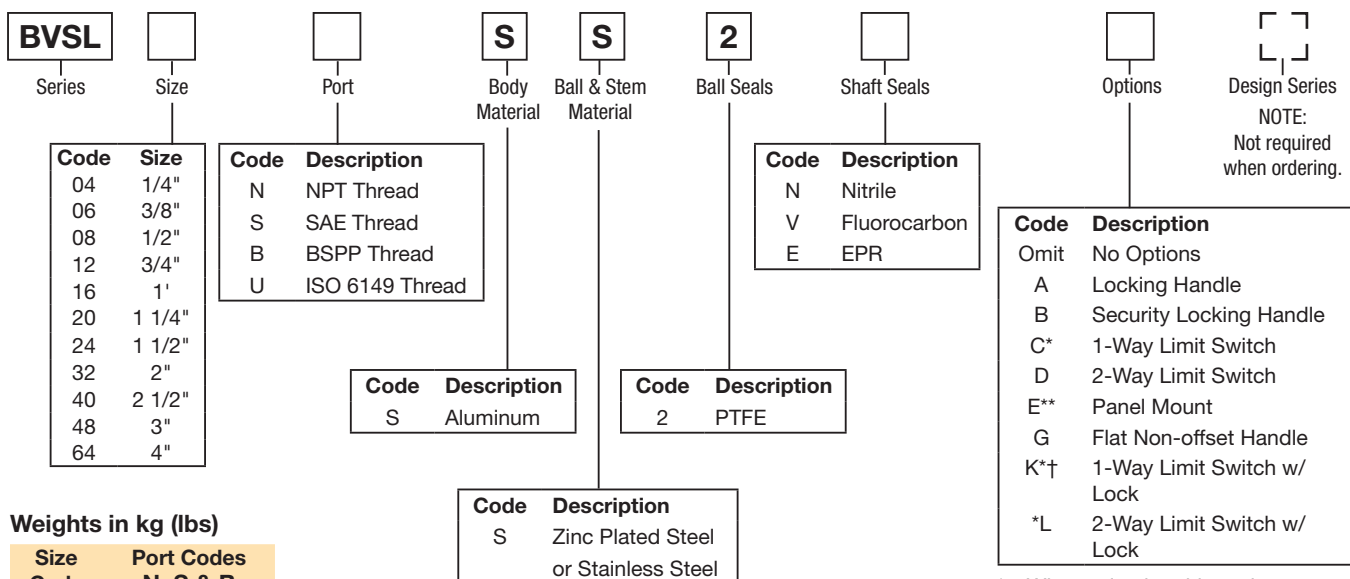 BVSL S S 2
Series Size Port Body Material Ball & Stem Material Ball Seals Shaft Seals Options Design Series
NOTE:
Not required
when ordering.
Code Size
04 1/4"
06 3/8"
08 1/2"
12 3/4"
16 1'
20 1 1/4"
24 1 1/2"
32 2"
40 2 1/2"
48 3"
64 4"
Code Description
N NPT Thread
S SAE Thread
B BSPP Thread
U ISO 6149 Thread
Code Description
S Aluminum
Code Description
S Zinc Plated Steel
or Stainless Steel
Code Description
2 PTFE
Code Description
N Nitrile
V Fluorocarbon
E EPR
Code Description
Omit No Options
A Locking Handle
B Security Locking Handle
C* 1-Way Limit Switch
D 2-Way Limit Switch
E** Panel Mount
G Flat Non-offset Handle
K*† 1-Way Limit Switch w/
Lock
*L 2-Way Limit Switch w/
Lock
Weights in kg (lbs)
Size Port Codes